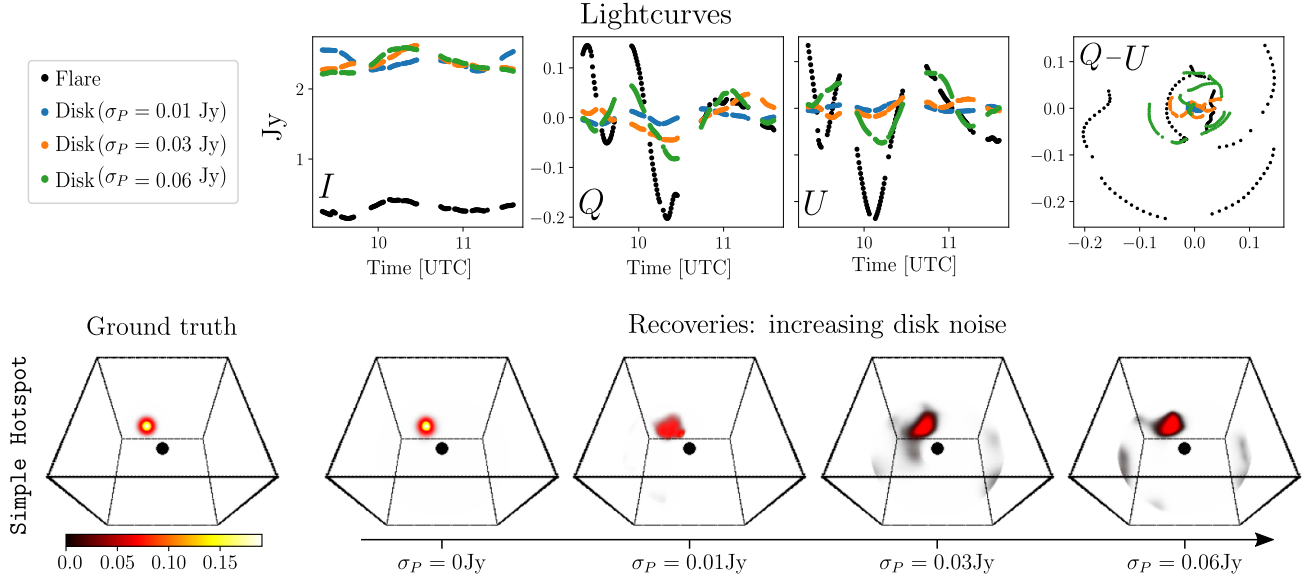 Lightcurves
Flare
Disk (σ_P = 0.01 Jy)
Disk (σ_P = 0.03 Jy)
Disk (σ_P = 0.06 Jy)
Jy
2
1
I
10
11
Time [UTC]
0.1
0.0
−0.1
−0.2
Q
10
11
Time [UTC]
U
10
11
Time [UTC]
Q−U
0.1
0.0
−0.1
−0.2
−0.2
−0.1
0.0
0.1
Ground truth
Recoveries: increasing disk noise
Simple Hotspot
0.0
0.05
0.10
0.15
σ_P = 0Jy
σ_P = 0.01Jy
σ_P = 0.03Jy
σ_P = 0.06Jy